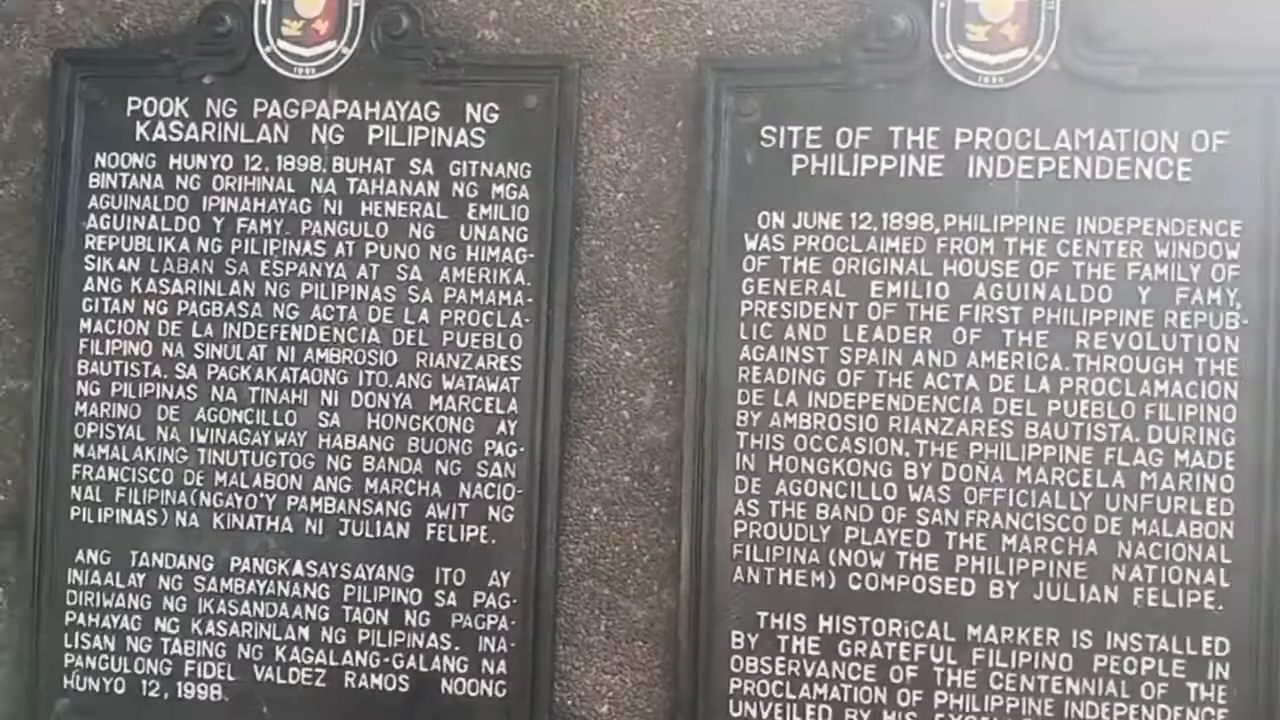 POOK NG PAGPAPAHAYAG NG
KASARINLAN NG PILIPINAS
NOONG HUNYO 12, 1898. BUHAT SA GITNANG
BINTANA NG ORIHINAL NA TAHANAN NG MGA
AGUINALDO IPINAHAYAG NI HENERAL EMILIO
AGUINALDO Y FAMY. PANGULO NG UNANG
REPUBLIKA NG PILIPINAS AT PUNO NG HIMAG-
SIKAN LABAN SA ESPANYA AT SA AMERIKA.
ANG KASARINLAN NG PILIPINAS SA PAMAMA-
GITAN NG PAGBASA NG ACTA DE LA PROCLA-
MACION DE LA INDEFENDENCIA DEL PUEBLO
FILIPINO NA SINULAT NI AMBROSIO RIANZARES
BAUTISTA. SA PAGKAKATAONG ITO. ANG WATAWAT
NG PILIPINAS NA TINAHI NI DONYA MARCELA
MARINO DE AGONCILLO SA HONGKONG AY
OPISYAL NA IWINAGAYWAY HABANG BUONG PAG-
MAMALAKING TINUTUGTOG NG BANDA NG SAN
FRANCISCO DE MALABON ANG MARCHA NACIO-
NAL FILIPINA (NGAYO'Y PAMBANSANG AWIT NG
PILIPINAS) NA KINATHA NI JULIAN FELIPE.
ANG TANDANG PANGKASAYSAYANG ITO AY
INIAALAY NG SAMBAYANANG PILIPINO SA PAG-
DIRIWANG NG IKASANDAANG TAON NG PAGPA-
PAHAYAG NG KASARINLAN NG PILIPINAS. INA-
LISAN NG TABING NG KAGALANG-GALANG NA
PANGULONG FIDEL VALDEZ RAMOS NOONG
HUNYO 12, 1998.
SITE OF THE PROCLAMATION OF
PHILIPPINE INDEPENDENCE
ON JUNE 12, 1898, PHILIPPINE INDEPENDENCE
WAS PROCLAIMED FROM THE CENTER WINDOW
OF THE ORIGINAL HOUSE OF THE FAMILY OF
GENERAL EMILIO AGUINALDO Y FAMY,
PRESIDENT OF THE FIRST PHILIPPINE REPUB-
LIC AND LEADER OF THE REVOLUTION
AGAINST SPAIN AND AMERICA. THROUGH THE
READING OF THE ACTA DE LA PROCLAMACION
DE LA INDEPENDENCIA DEL PUEBLO FILIPINO
BY AMBROSIO RIANZARES BAUTISTA. DURING
THIS OCCASION, THE PHILIPPINE FLAG MADE
IN HONGKONG BY DOÑA MARCELA MARINO
DE AGONCILLO WAS OFFICIALLY UNFURLED
AS THE BAND OF SAN FRANCISCO DE MALABON
PROUDLY PLAYED THE MARCHA NACIONAL
FILIPINA (NOW THE PHILIPPINE NATIONAL
ANTHEM) COMPOSED BY JULIAN FELIPE.
THIS HISTORICAL MARKER IS INSTALLED
BY THE GRATEFUL FILIPINO PEOPLE IN
OBSERVANCE OF THE CENTENNIAL OF THE
PROCLAMATION OF PHILIPPINE INDEPENDENCE
UNVEILED BY HIS